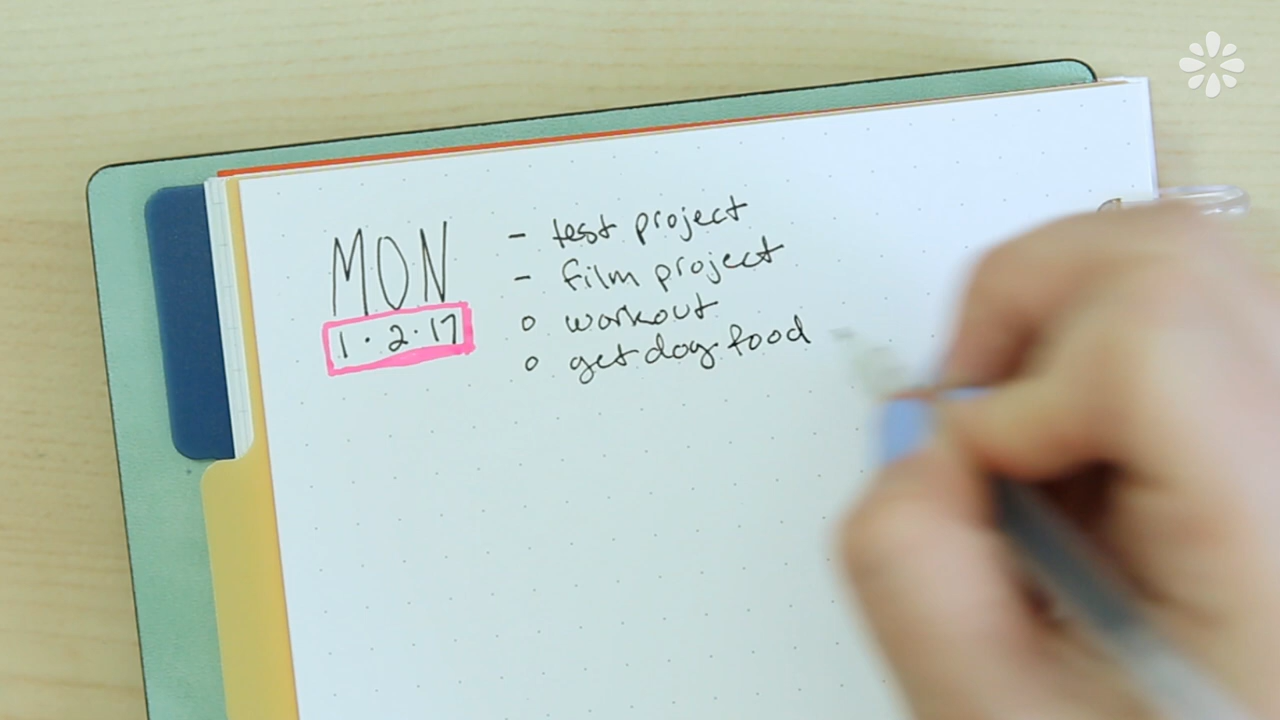 MON
1·2·17
- test project
- film project
o workout
o get dog food